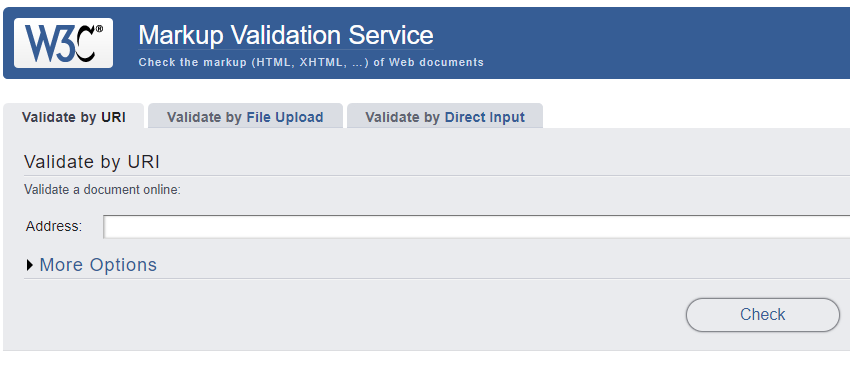 W3C®
Markup Validation Service
Check the markup (HTML, XHTML, …) of Web documents
Validate by URI
Validate by File Upload
Validate by Direct Input
Validate by URI
Validate a document online:
Address:
More Options
Check